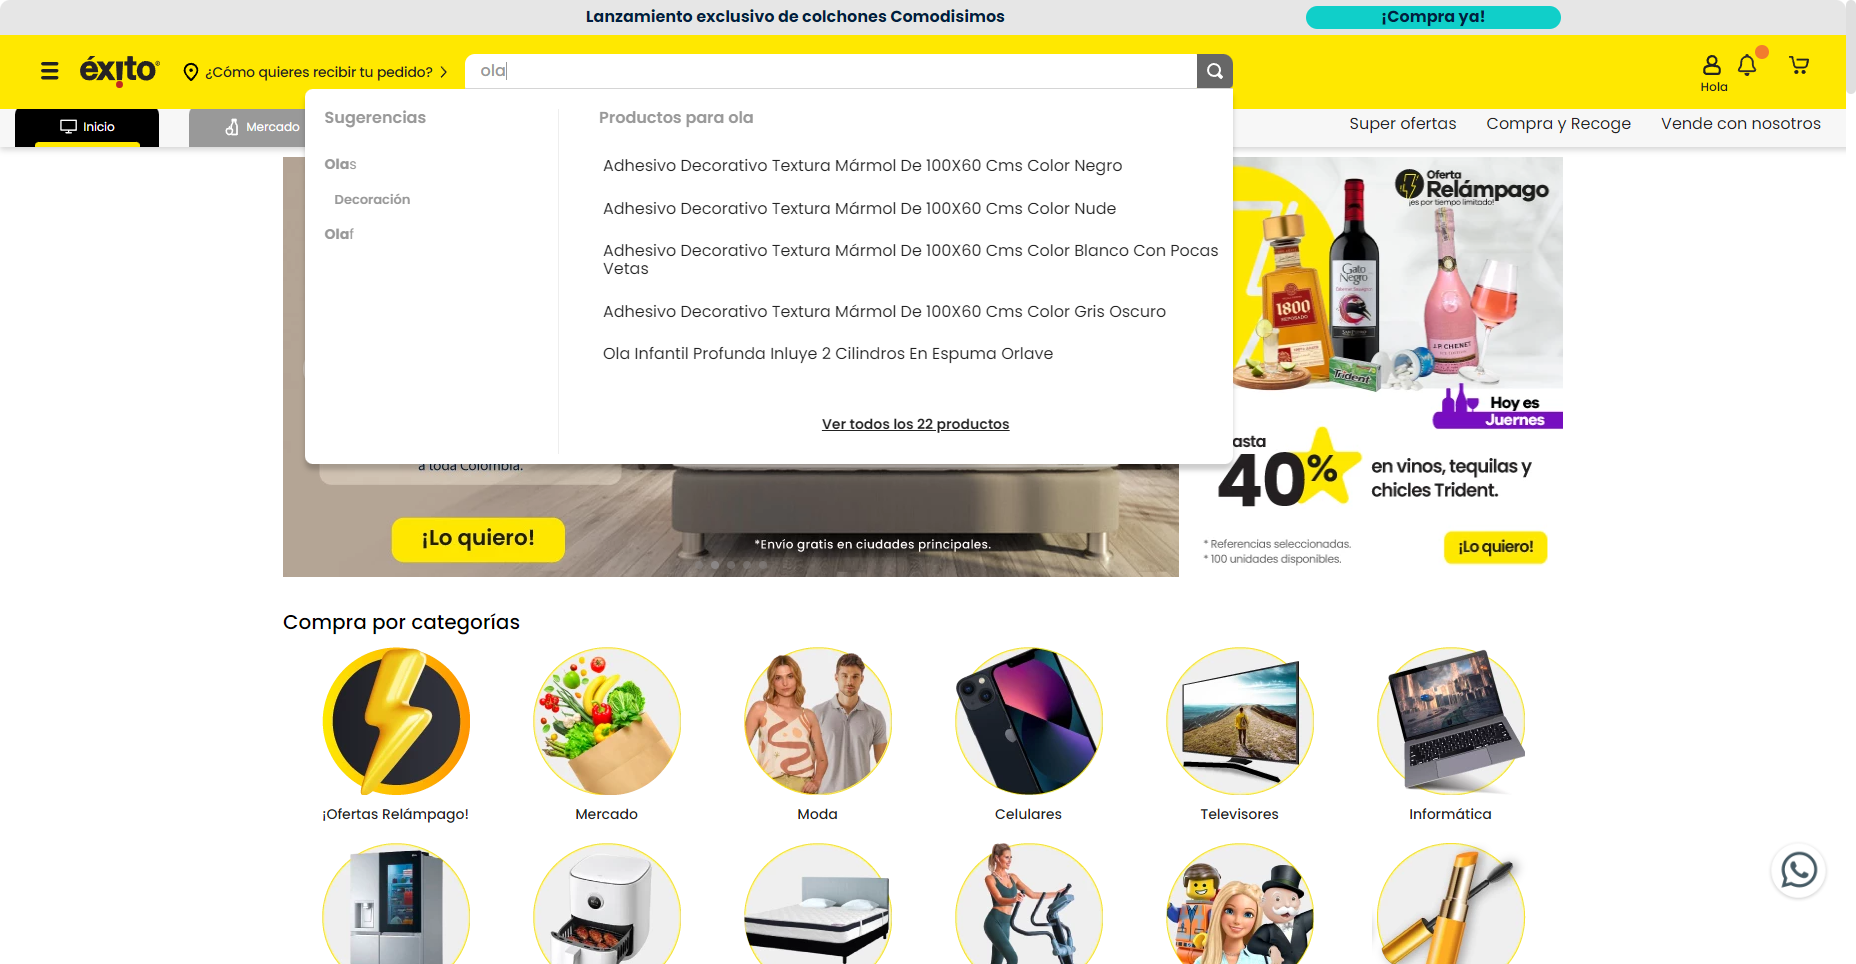 Lanzamiento exclusivo de colchones Comodisimos
¡Compra ya!
éxito
¿Cómo quieres recibir tu pedido?
ola
Hola
Inicio
Mercado
Super ofertas
Compra y Recoge
Vende con nosotros
Sugerencias
Olas
Decoración
Olaf
Productos para ola
Adhesivo Decorativo Textura Mármol De 100X60 Cms Color Negro
Adhesivo Decorativo Textura Mármol De 100X60 Cms Color Nude
Adhesivo Decorativo Textura Mármol De 100X60 Cms Color Blanco Con Pocas
Vetas
Adhesivo Decorativo Textura Mármol De 100X60 Cms Color Gris Oscuro
Ola Infantil Profunda Inluye 2 Cilindros En Espuma Orlave
Ver todos los 22 productos
a toda Colombia.
¡Lo quiero!
*Envío gratis en ciudades principales.
Oferta
Relámpago
¡es por tiempo limitado!
1800
Gato
Negro
J.P. CHENET
Trident
Hoy es
Juernes
asta
40%
en vinos, tequilas y
chicles Trident.
* Referencias seleccionadas.
* 100 unidades disponibles.
¡Lo quiero!
Compra por categorías
¡Ofertas Relámpago!
Mercado
Moda
Celulares
Televisores
Informática